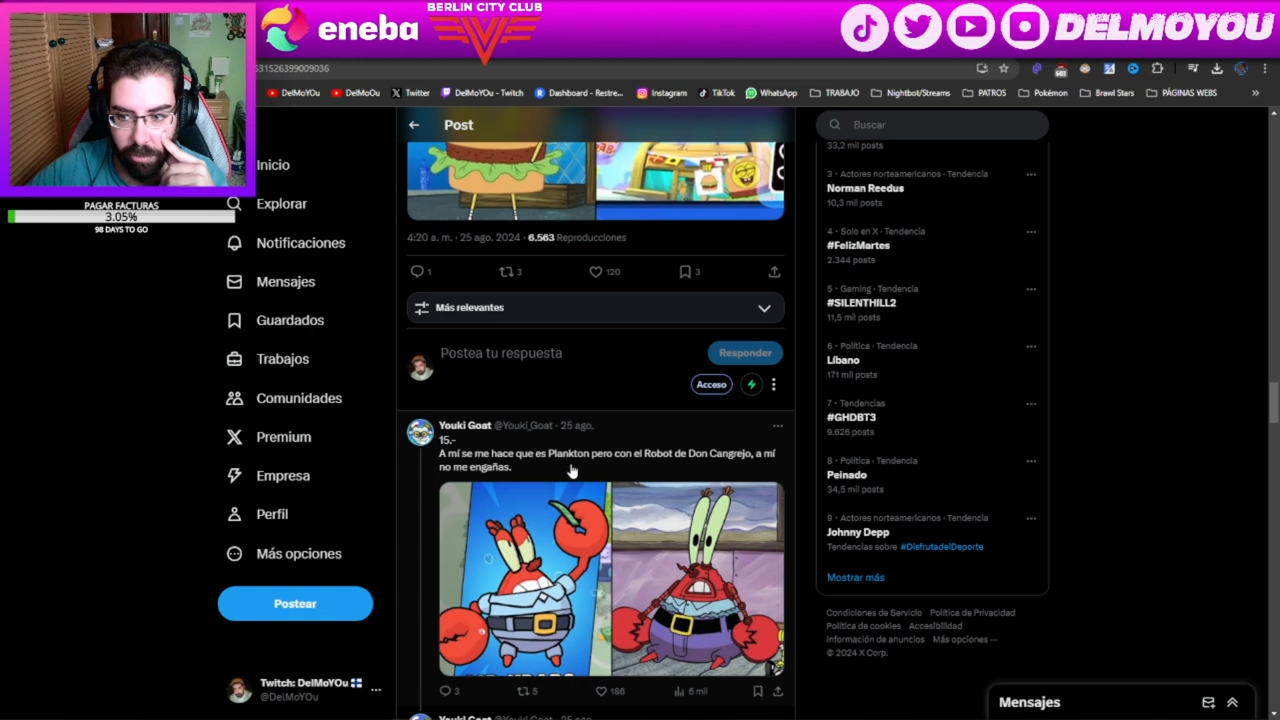 eneba
BERLIN CITY CLUB
DELMOYOU
531526399009036
DelMoYOu
DelMoOu
Twitter
DelMoYOu - Twitch
Dashboard - Restre...
Instagram
TikTok
WhatsApp
TRABAJO
Nightbot/Streams
PATROS
Pokémon
Brawl Stars
PÁGINAS WEBS
PAGAR FACTURAS
3.05%
98 DAYS TO GO
Inicio
Explorar
Notificaciones
Mensajes
Guardados
Trabajos
Comunidades
Premium
Empresa
Perfil
Más opciones
Postear
Twitch: DelMoYOu
@DelMoYOu
Post
4:20 a. m. · 25 ago. 2024 · 6.563 Reproducciones
1
3
120
3
Más relevantes
Postea tu respuesta
Responder
Acceso
Youki Goat @Youki_Goat · 25 ago.
15.-
A mí se me hace que es Plankton pero con el Robot de Don Cangrejo, a mí
no me engañas.
3
5
186
6 mil
Youki Goat @Youki_Goat · 25 ago.
Buscar
33,2 mil posts
3 · Actores norteamericanos · Tendencia
Norman Reedus
10,3 mil posts
4 · Solo en X · Tendencia
#FelizMartes
2.344 posts
5 · Gaming · Tendencia
#SILENTHILL2
11,5 mil posts
6 · Política · Tendencia
Líbano
171 mil posts
7 · Tendencias
#GHDBT3
9.626 posts
8 · Política · Tendencia
Peinado
34,5 mil posts
9 · Actores norteamericanos · Tendencia
Johnny Depp
Tendencias sobre #DisfrutadelDeporte
Mostrar más
Condiciones de Servicio Política de Privacidad
Política de cookies Accesibilidad
Información de anuncios Más opciones ···
© 2024 X Corp.
Mensajes